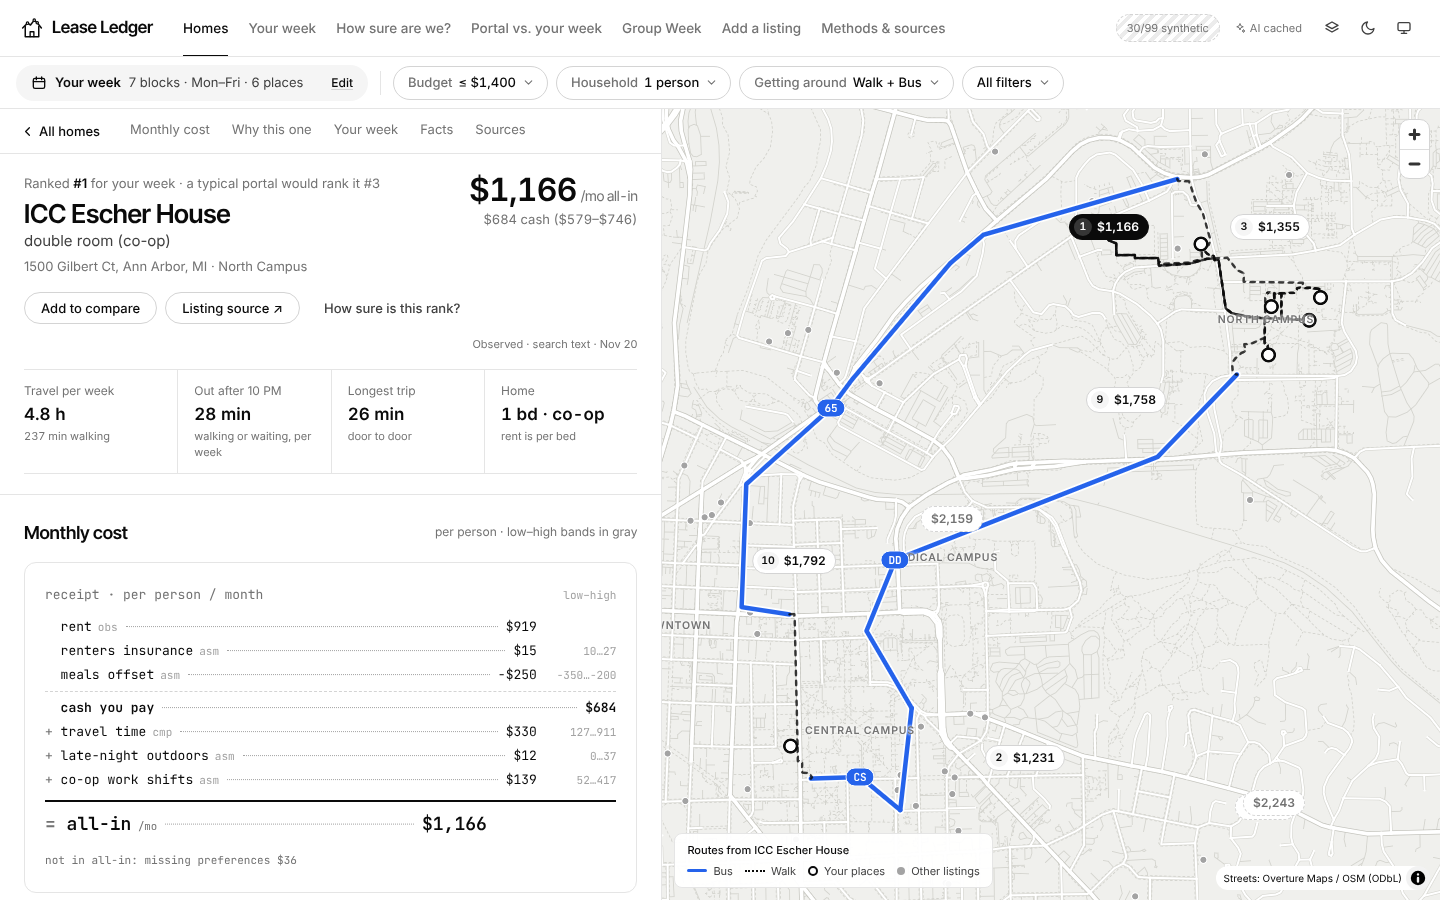 Lease Ledger
Homes
Your week
How sure are we?
Portal vs. your week
Group Week
Add a listing
Methods & sources
30/99 synthetic
AI cached
Your week 7 blocks · Mon–Fri · 6 places Edit
Budget ≤ $1,400
Household 1 person
Getting around Walk + Bus
All filters
All homes
Monthly cost
Why this one
Your week
Facts
Sources
Ranked #1 for your week · a typical portal would rank it #3
ICC Escher House
double room (co-op)
1500 Gilbert Ct, Ann Arbor, MI · North Campus
$1,166 /mo all-in
$684 cash ($579–$746)
Add to compare
Listing source ↗
How sure is this rank?
Observed · search text · Nov 20
Travel per week
4.8 h
237 min walking
Out after 10 PM
28 min
walking or waiting, per
week
Longest trip
26 min
door to door
Home
1 bd · co-op
rent is per bed
Monthly cost
per person · low–high bands in gray
receipt · per person / month low–high
rent obs $919
renters insurance asm $15 10…27
meals offset asm -$250 -350…-200
cash you pay $684
+ travel time cmp $330 127…911
+ late-night outdoors asm $12 0…37
+ co-op work shifts asm $139 52…417
= all-in /mo $1,166
not in all-in: missing preferences $36
1 $1,166
3 $1,355
NORTH CAMPUS
9 $1,758
65
$2,159
DD
DICAL CAMPUS
10 $1,792
WNTOWN
CENTRAL CAMPUS
CS
2 $1,231
$2,243
Routes from ICC Escher House
Bus
Walk
Your places
Other listings
Streets: Overture Maps / OSM (ODbL)